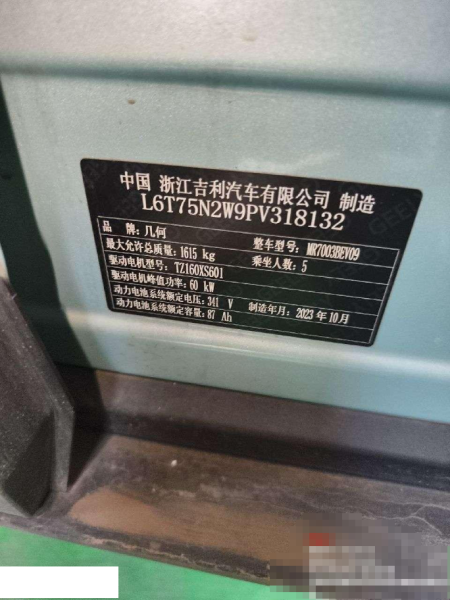 中国 浙江吉利汽车有限公司 制造
L6T75N2W9PV318132
品 牌: 几何 整车型号: MR7003BEV09
最大允许总质量: 1615 kg 乘坐人数: 5
驱动电机型号: TZ160XS601
驱动电机峰值功率: 60 kW
动力电池系统额定电压: 341 V 制造年月: 2023 年 10月
动力电池系统额定容量: 87 Ah